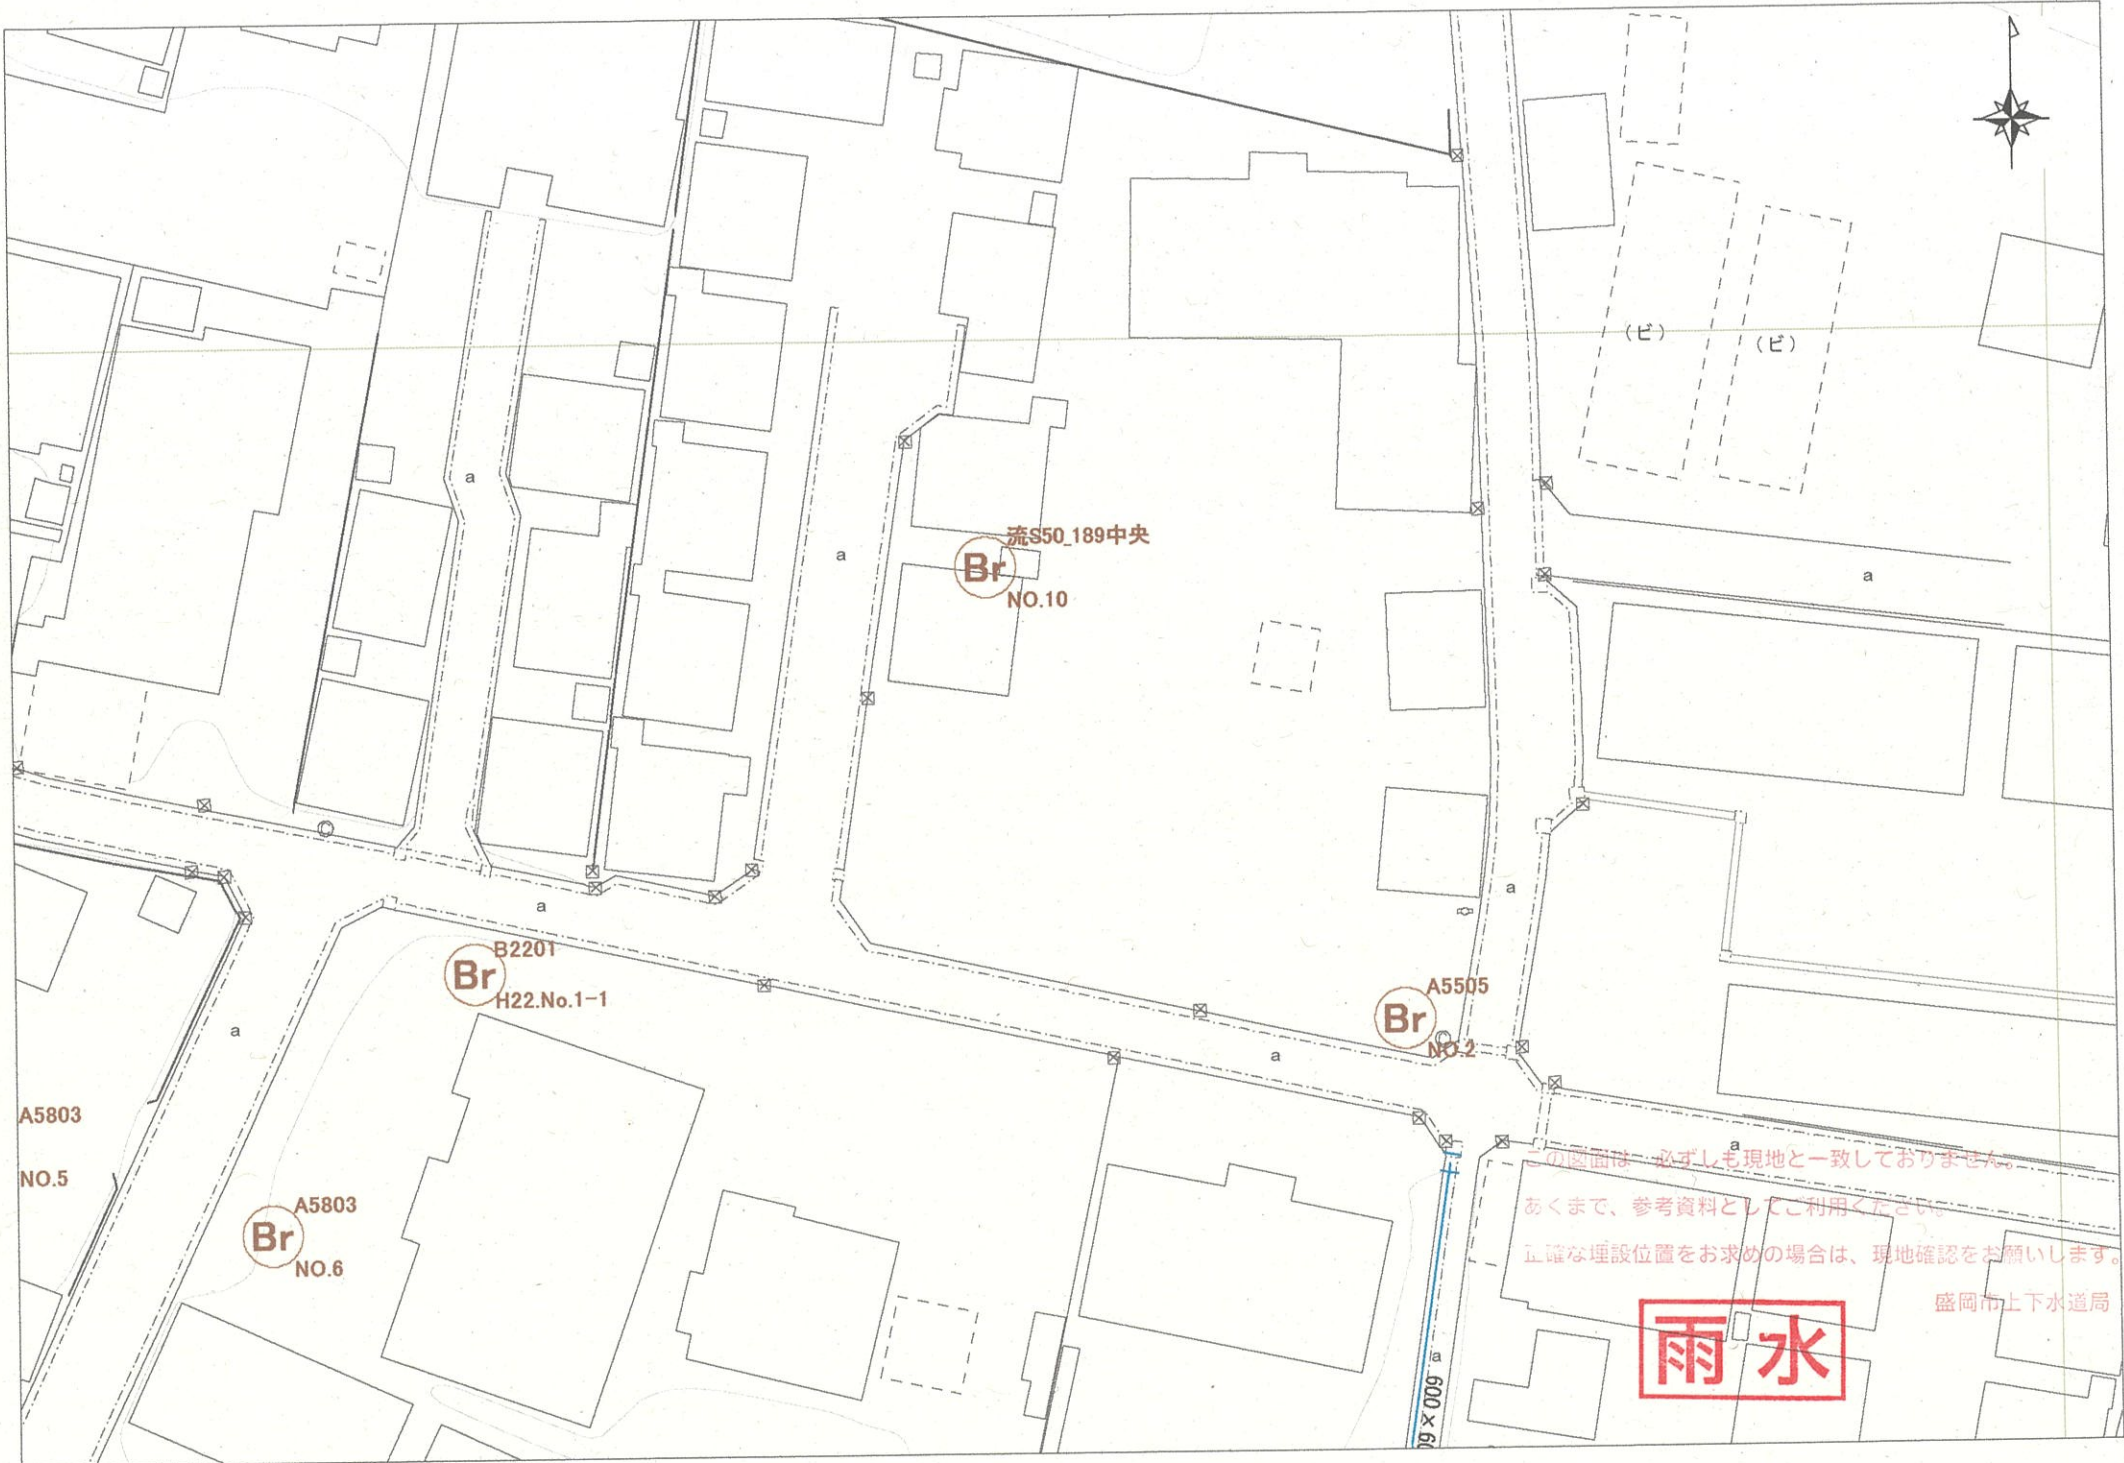 (ビ)
(ビ)
a
流S50_189中央
a
Br
a
NO.10
a
a
B2201
Br
H22.No.1-1
A5505
Br
NO.2
a
a
a
A5803
NO.5
A5803
Br
NO.6
この図面は、必ずしも現地と一致しておりません。
あくまで、参考資料としてご利用ください。
正確な埋設位置をお求めの場合は、現地確認をお願いします。
盛岡市上下水道局
雨水
a